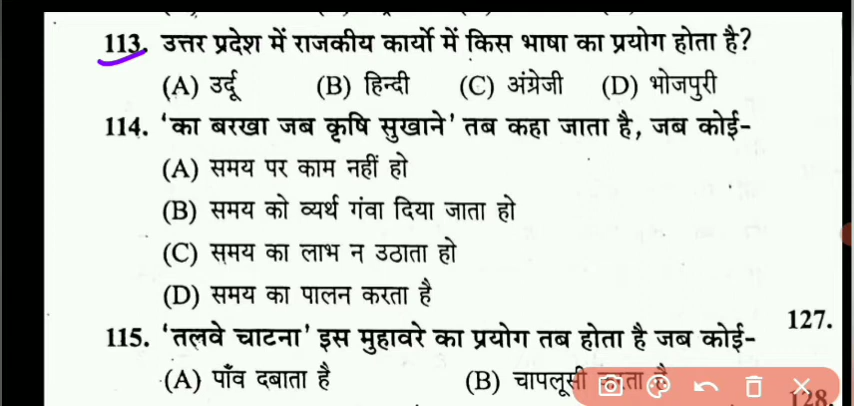 113. उत्तर प्रदेश में राजकीय कार्यो में किस भाषा का प्रयोग होता है?
(A) उर्दू (B) हिन्दी (C) अंग्रेजी (D) भोजपुरी
114. ‘का बरखा जब कृषि सुखाने’ तब कहा जाता है, जब कोई-
(A) समय पर काम नहीं हो
(B) समय को व्यर्थ गंवा दिया जाता हो
(C) समय का लाभ न उठाता हो
(D) समय का पालन करता है
127.
115. ‘तलवे चाटना’ इस मुहावरे का प्रयोग तब होता है जब कोई-
(A) पाँव दबाता है (B) चापलूसी
128.